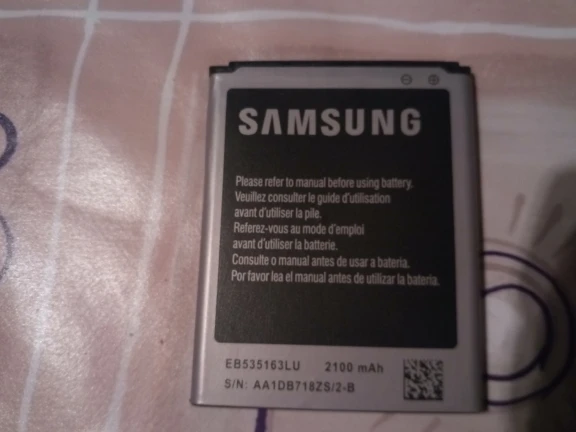 SAMSUNG
Please refer to manual before using battery.
Veuillez consulter le guide d'utilisation
avant d'utiliser la pile.
Referez-vous au mode d'emploi
avant d'utiliser la batterie.
Consulte o manual antes de usar a bateria.
Por favor lea el manual antes de utilizar la bateria.
EB535163LU 2100 mAh
S/N: AA1DB718ZS/2-B